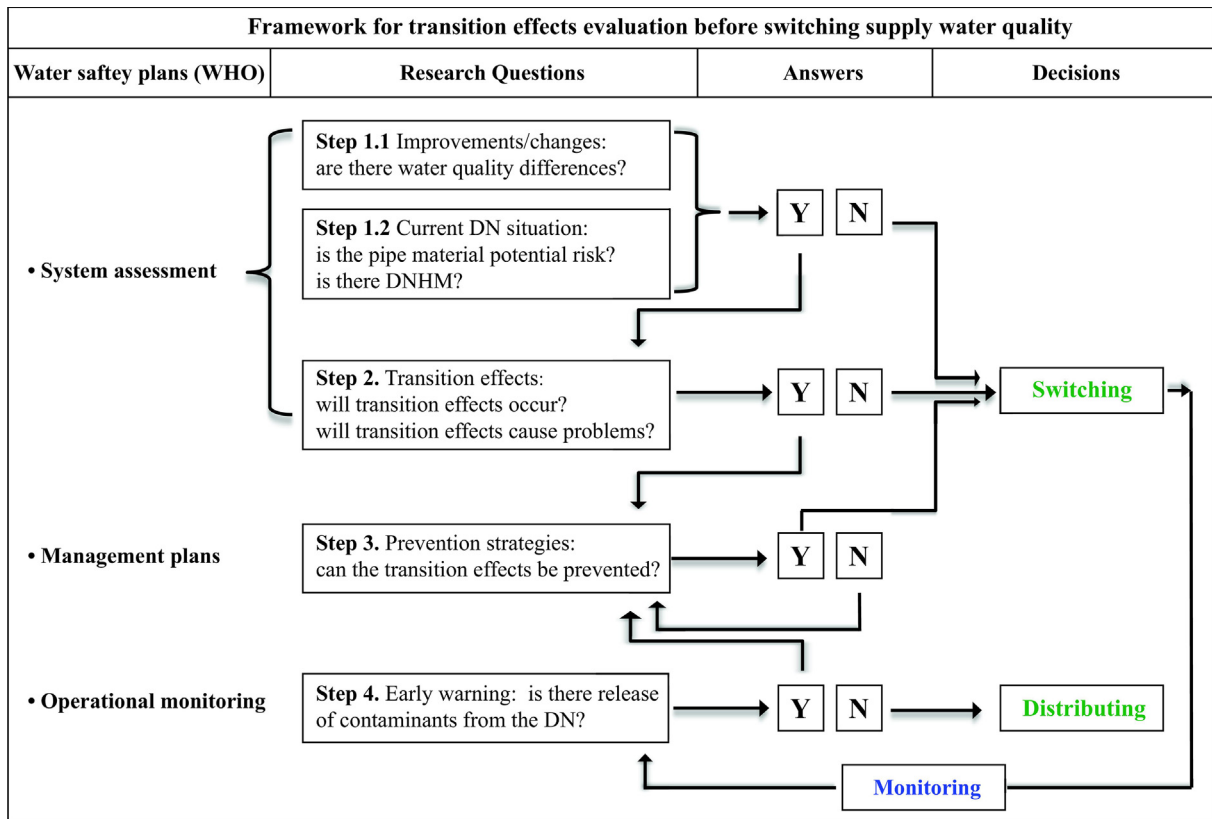 Framework for transition effects evaluation before switching supply water quality
Water saftey plans (WHO)
Research Questions
Answers
Decisions
• System assessment
Step 1.1 Improvements/changes:
are there water quality differences?
Step 1.2 Current DN situation:
is the pipe material potential risk?
is there DNHM?
Y
N
Step 2. Transition effects:
will transition effects occur?
will transition effects cause problems?
Y
N
Switching
• Management plans
Step 3. Prevention strategies:
can the transition effects be prevented?
Y
N
• Operational monitoring
Step 4. Early warning: is there release
of contaminants from the DN?
Y
N
Distributing
Monitoring